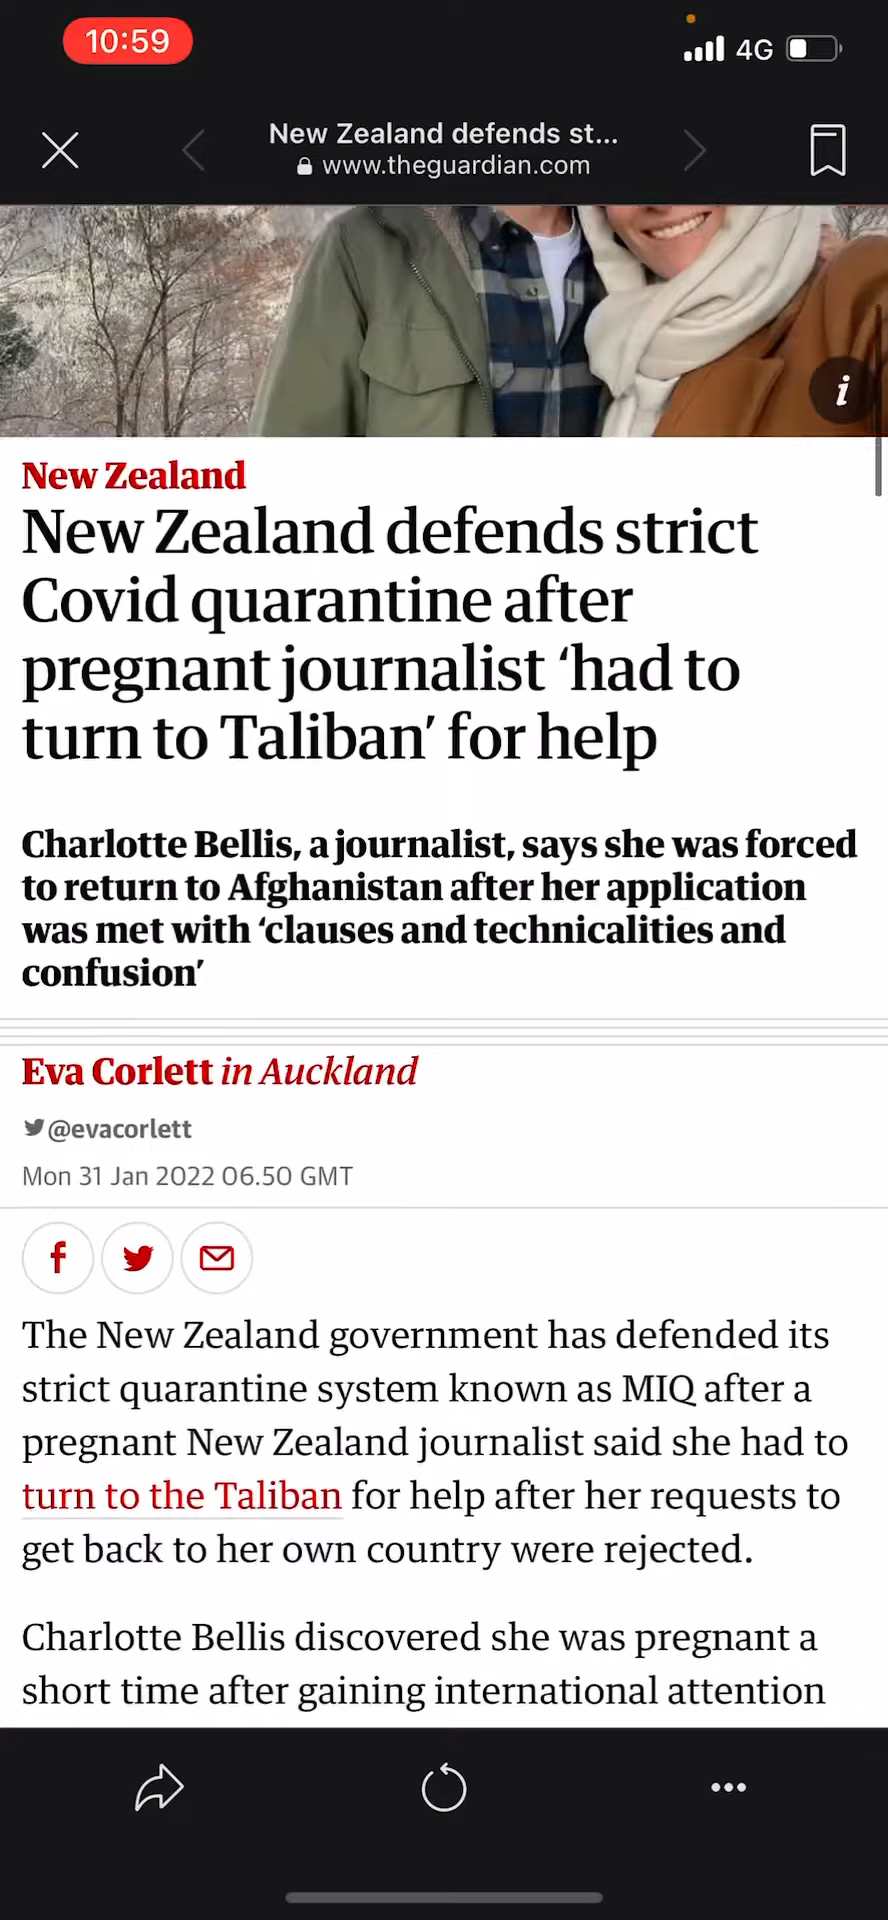 10:59
4G
New Zealand defends st...
www.theguardian.com
i
New Zealand
New Zealand defends strict
Covid quarantine after
pregnant journalist ‘had to
turn to Taliban’ for help
Charlotte Bellis, a journalist, says she was forced
to return to Afghanistan after her application
was met with ‘clauses and technicalities and
confusion’
Eva Corlett in Auckland
@evacorlett
Mon 31 Jan 2022 06.50 GMT
f
The New Zealand government has defended its
strict quarantine system known as MIQ after a
pregnant New Zealand journalist said she had to
turn to the Taliban for help after her requests to
get back to her own country were rejected.
Charlotte Bellis discovered she was pregnant a
short time after gaining international attention